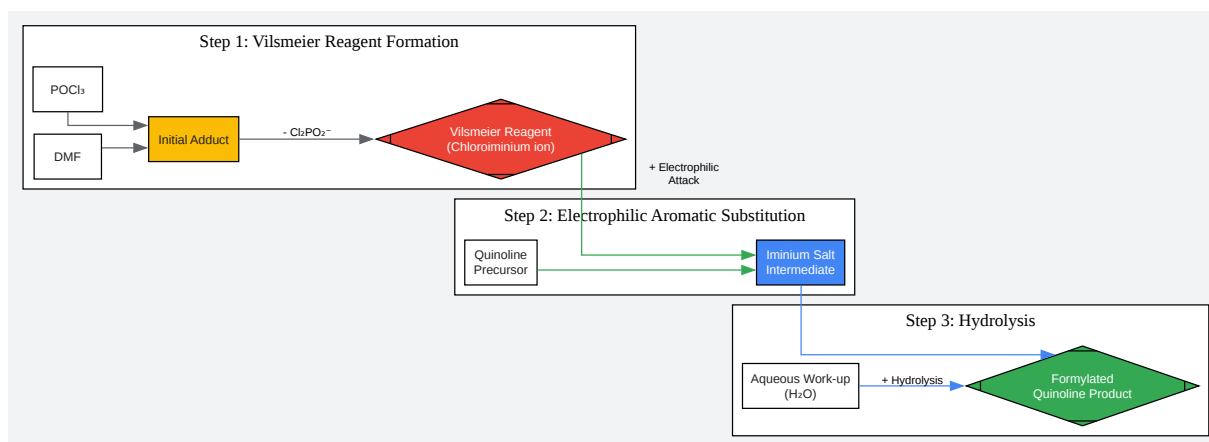 Step 1: Vilsmeier Reagent Formation
POCl₃
DMF
Initial Adduct
- Cl₂PO₂⁻
Vilsmeier Reagent
(Chloroiminium ion)
+ Electrophilic
Attack
Step 2: Electrophilic Aromatic Substitution
Quinoline
Precursor
Iminium Salt
Intermediate
Step 3: Hydrolysis
Aqueous Work-up
(H₂O)
+ Hydrolysis
Formylated
Quinoline Product